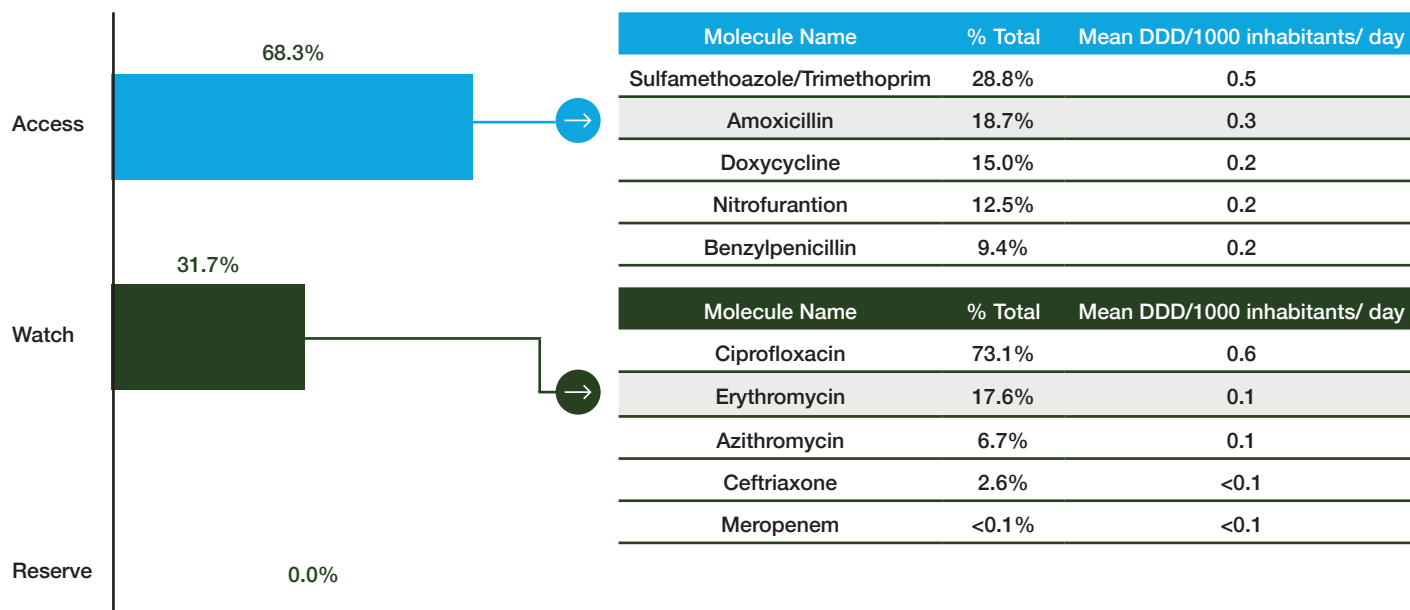 68.3%
Access
31.7%
Watch
Reserve
0.0%
Molecule Name % Total Mean DDD/1000 inhabitants/ day
Sulfamethoazole/Trimethoprim 28.8% 0.5
Amoxicillin 18.7% 0.3
Doxycycline 15.0% 0.2
Nitrofurantion 12.5% 0.2
Benzylpenicillin 9.4% 0.2
Molecule Name % Total Mean DDD/1000 inhabitants/ day
Ciprofloxacin 73.1% 0.6
Erythromycin 17.6% 0.1
Azithromycin 6.7% 0.1
Ceftriaxone 2.6% <0.1
Meropenem <0.1% <0.1